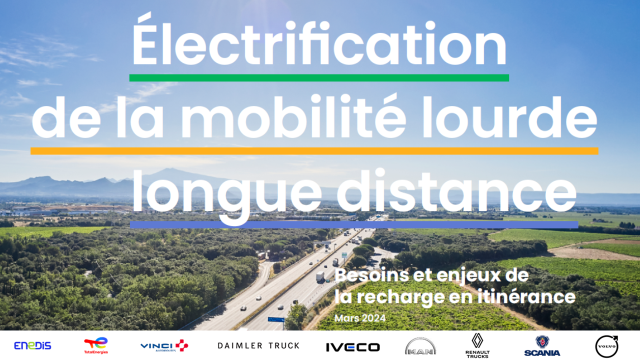 Électrification
de la mobilité lourde
longue distance
Besoins et enjeux de
la recharge en itinérance
Mars 2024
ENEDIS TotalEnergies VINCI AUTOROUTES DAIMLER TRUCK IVECO MAN RENAULT TRUCKS SCANIA VOLVO